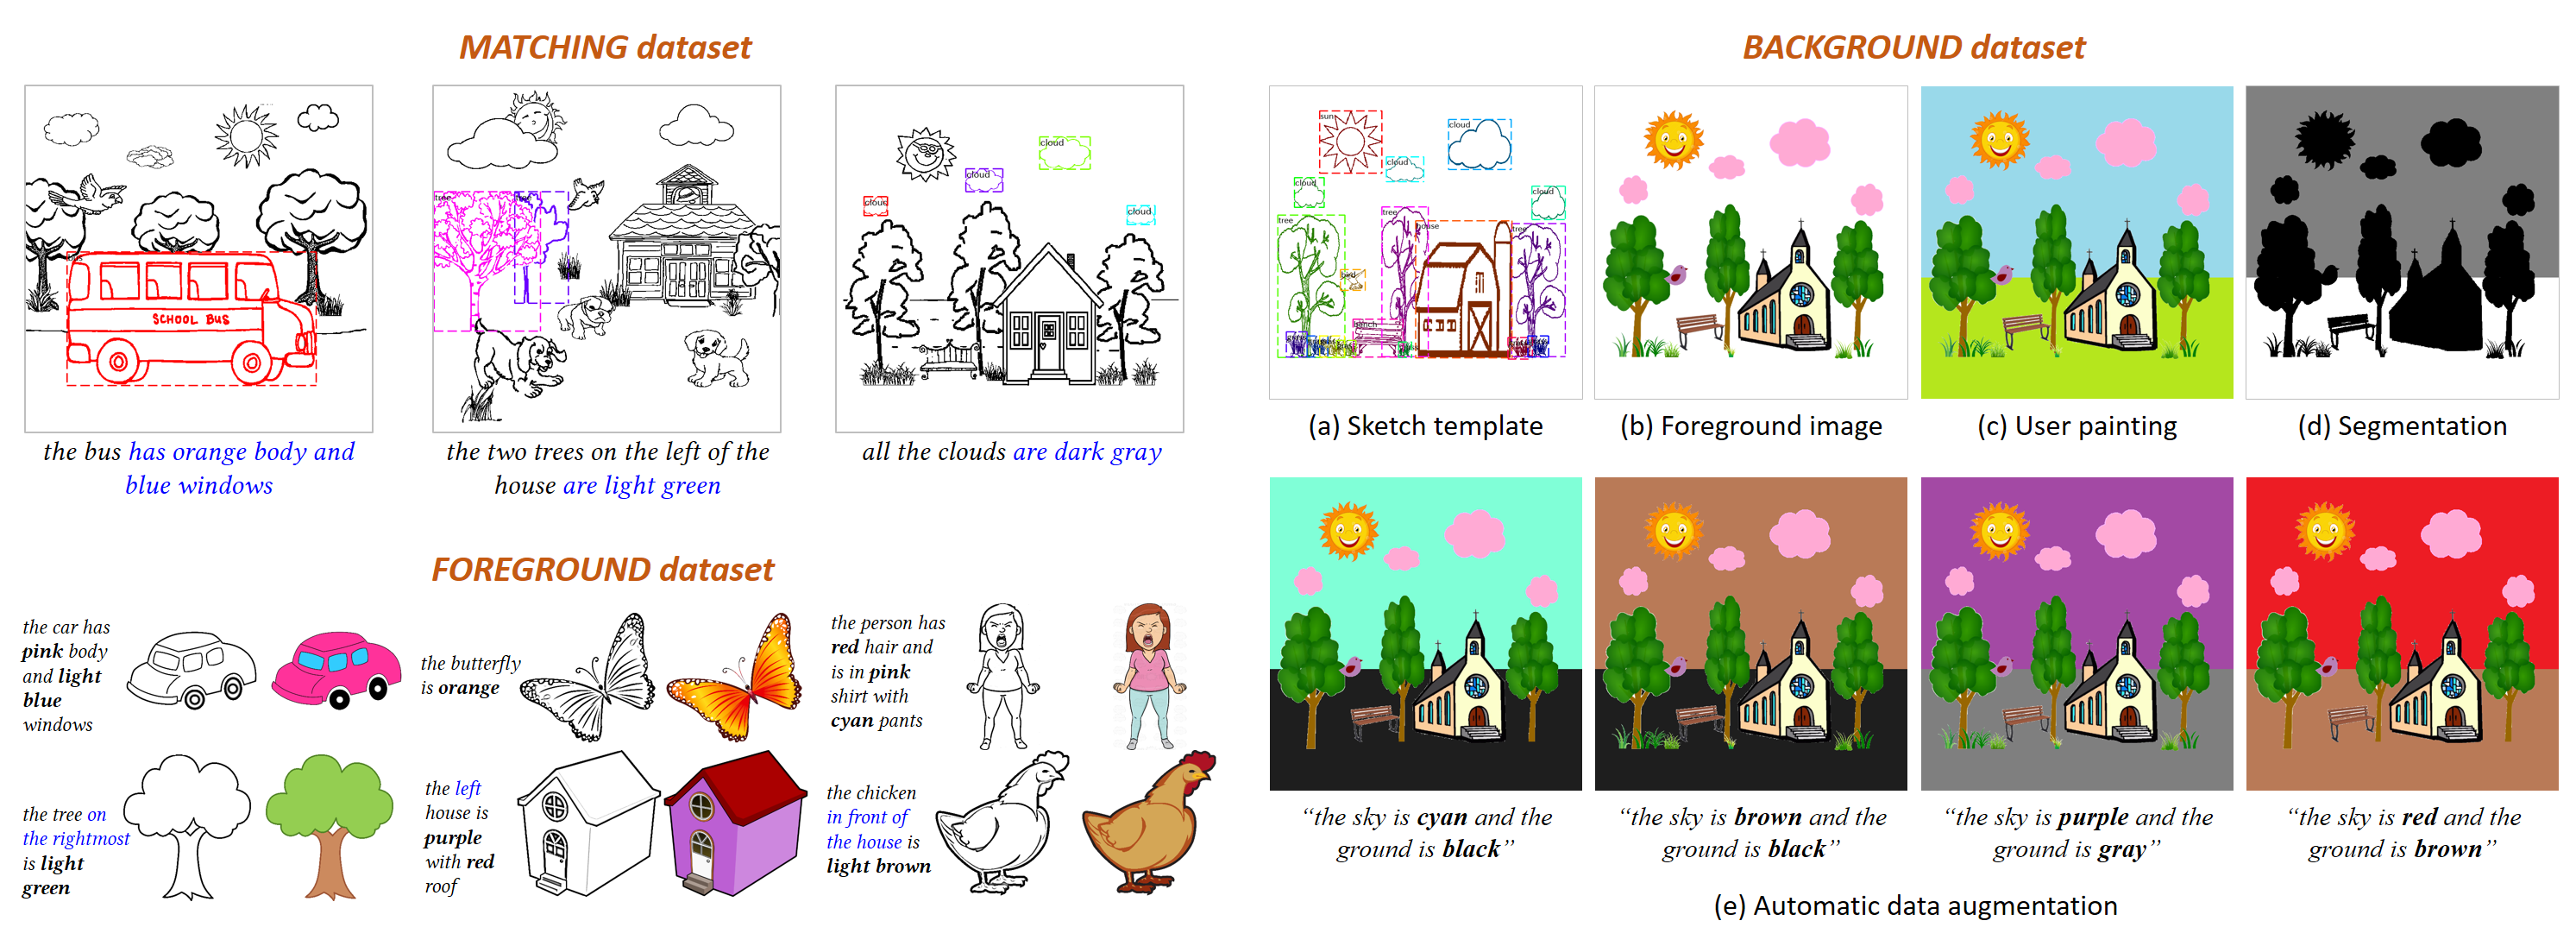 MATCHING dataset
SCHOOL BUS
tree
cloud
cloud
cloud
cloud
the bus has orange body and
blue windows
the two trees on the left of the
house are light green
all the clouds are dark gray
FOREGROUND dataset
the car has
pink body
and light
blue
windows
the butterfly
is orange
the person has
red hair and
is in pink
shirt with
cyan pants
the tree on
the rightmost
is light
green
the left
house is
purple
with red
roof
the chicken
in front of
the house is
light brown
BACKGROUND dataset
sun
cloud
cloud
cloud
cloud
tree
tree
house
tree
bird
bench
(a) Sketch template
(b) Foreground image
(c) User painting
(d) Segmentation
“the sky is cyan and the
ground is black”
“the sky is brown and the
ground is black”
“the sky is purple and the
ground is gray”
“the sky is red and the
ground is brown”
(e) Automatic data augmentation